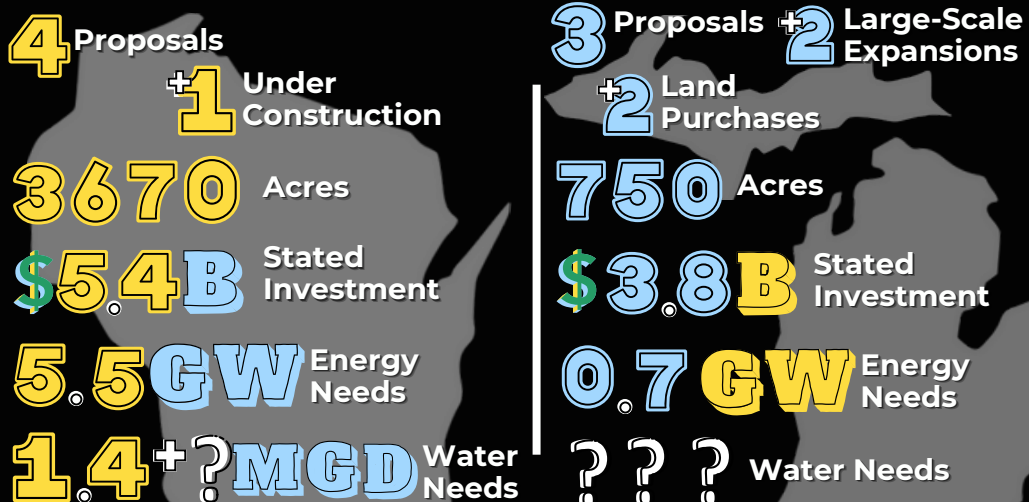 4 Proposals
+1 Under
Construction
3670 Acres
$5.4B Stated
Investment
5.5GW Energy
Needs
1.4+?MGD Water
Needs
3 Proposals +2 Large-Scale
Expansions
+2 Land
Purchases
750 Acres
$3.8B Stated
Investment
0.7GW Energy
Needs
??? Water Needs